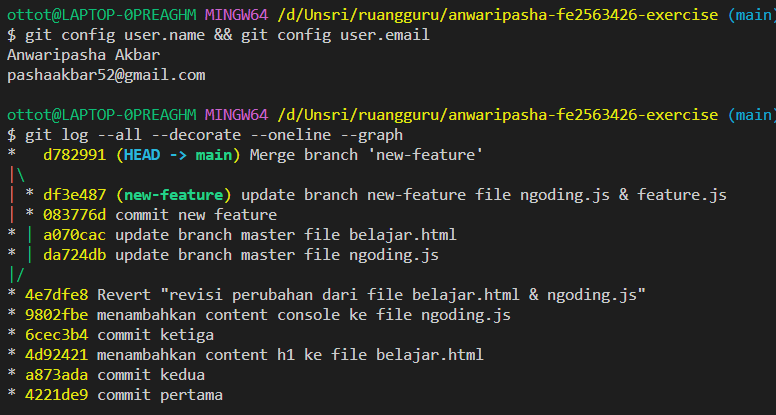 ottot@LAPTOP-0PREAGHM MINGW64 /d/Unsri/ruangguru/anwaripasha-fe2563426-exercise (main)
$ git config user.name && git config user.email
Anwaripasha Akbar
pashaakbar52@gmail.com

ottot@LAPTOP-0PREAGHM MINGW64 /d/Unsri/ruangguru/anwaripasha-fe2563426-exercise (main)
$ git log --all --decorate --oneline --graph
*   d782991 (HEAD -> main) Merge branch 'new-feature'
|\
| * df3e487 (new-feature) update branch new-feature file ngoding.js & feature.js
| * 083776d commit new feature
* | a070cac update branch master file belajar.html
* | da724db update branch master file ngoding.js
|/
* 4e7dfe8 Revert "revisi perubahan dari file belajar.html & ngoding.js"
* 9802fbe menambahkan content console ke file ngoding.js
* 6cec3b4 commit ketiga
* 4d92421 menambahkan content h1 ke file belajar.html
* a873ada commit kedua
* 4221de9 commit pertama